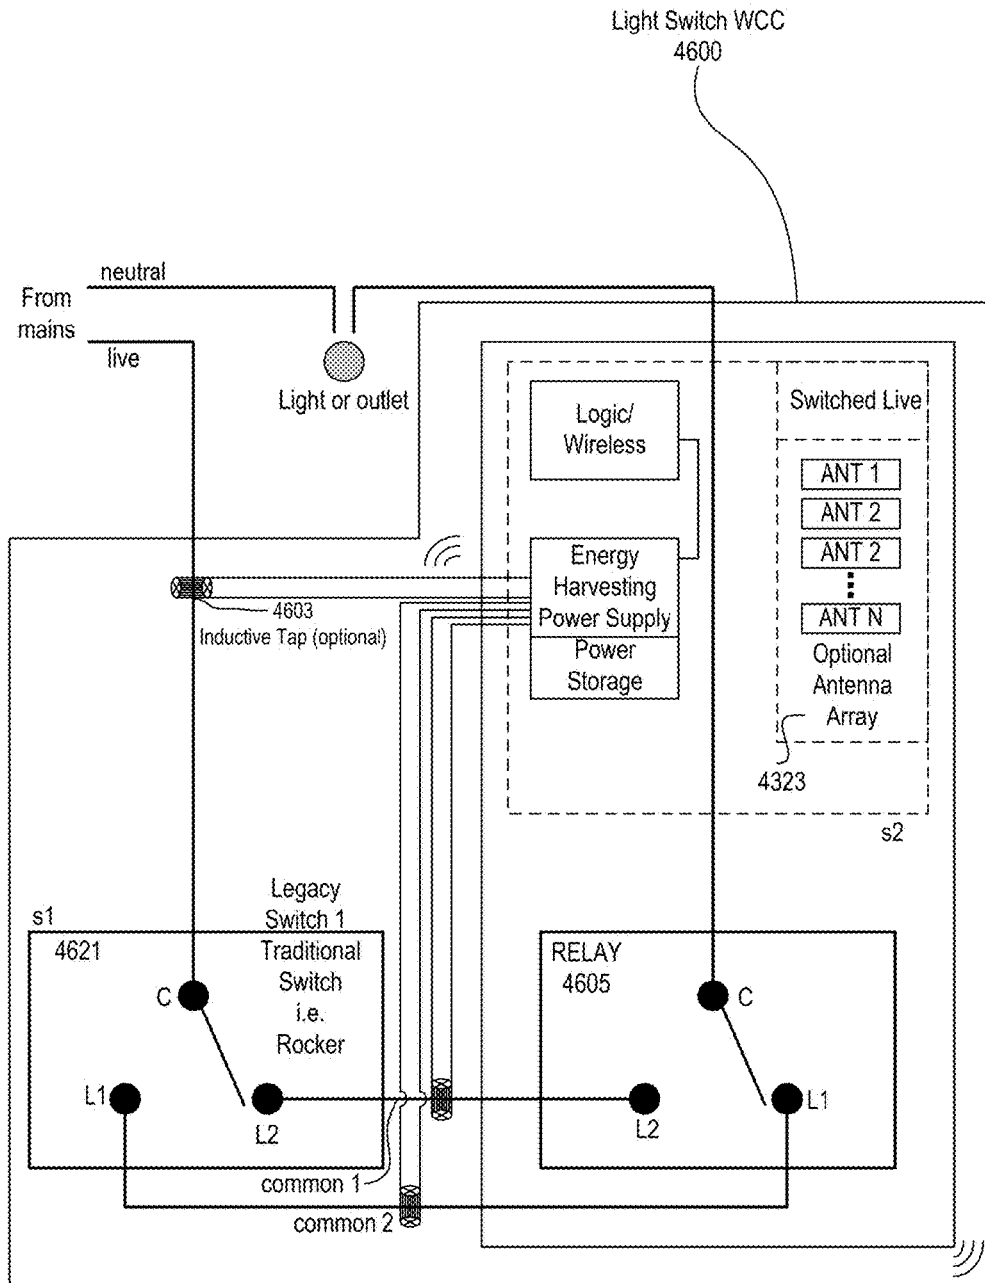 Light Switch WCC
4600
neutral
From
mains
live
Light or outlet
Logic/
Wireless
Switched Live
ANT 1
ANT 2
ANT 2
ANT N
Optional
Antenna
Array
4323
Energy
Harvesting
Power Supply
Power
Storage
4603
Inductive Tap (optional)
s2
s1
4621
Legacy
Switch 1
Traditional
Switch
i.e.
Rocker
C
L1
L2
RELAY
4605
C
L2
L1
common 1
common 2